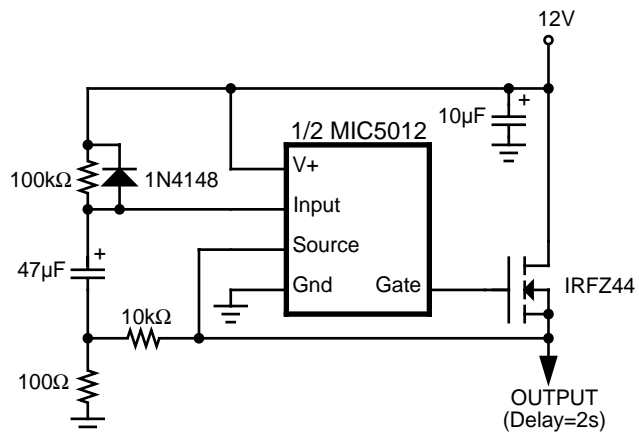 12V
+
10µF
1/2 MIC5012
V+
100kΩ
1N4148
Input
+
Source
47µF
Gnd
Gate
IRFZ44
10kΩ
100Ω
OUTPUT
(Delay=2s)